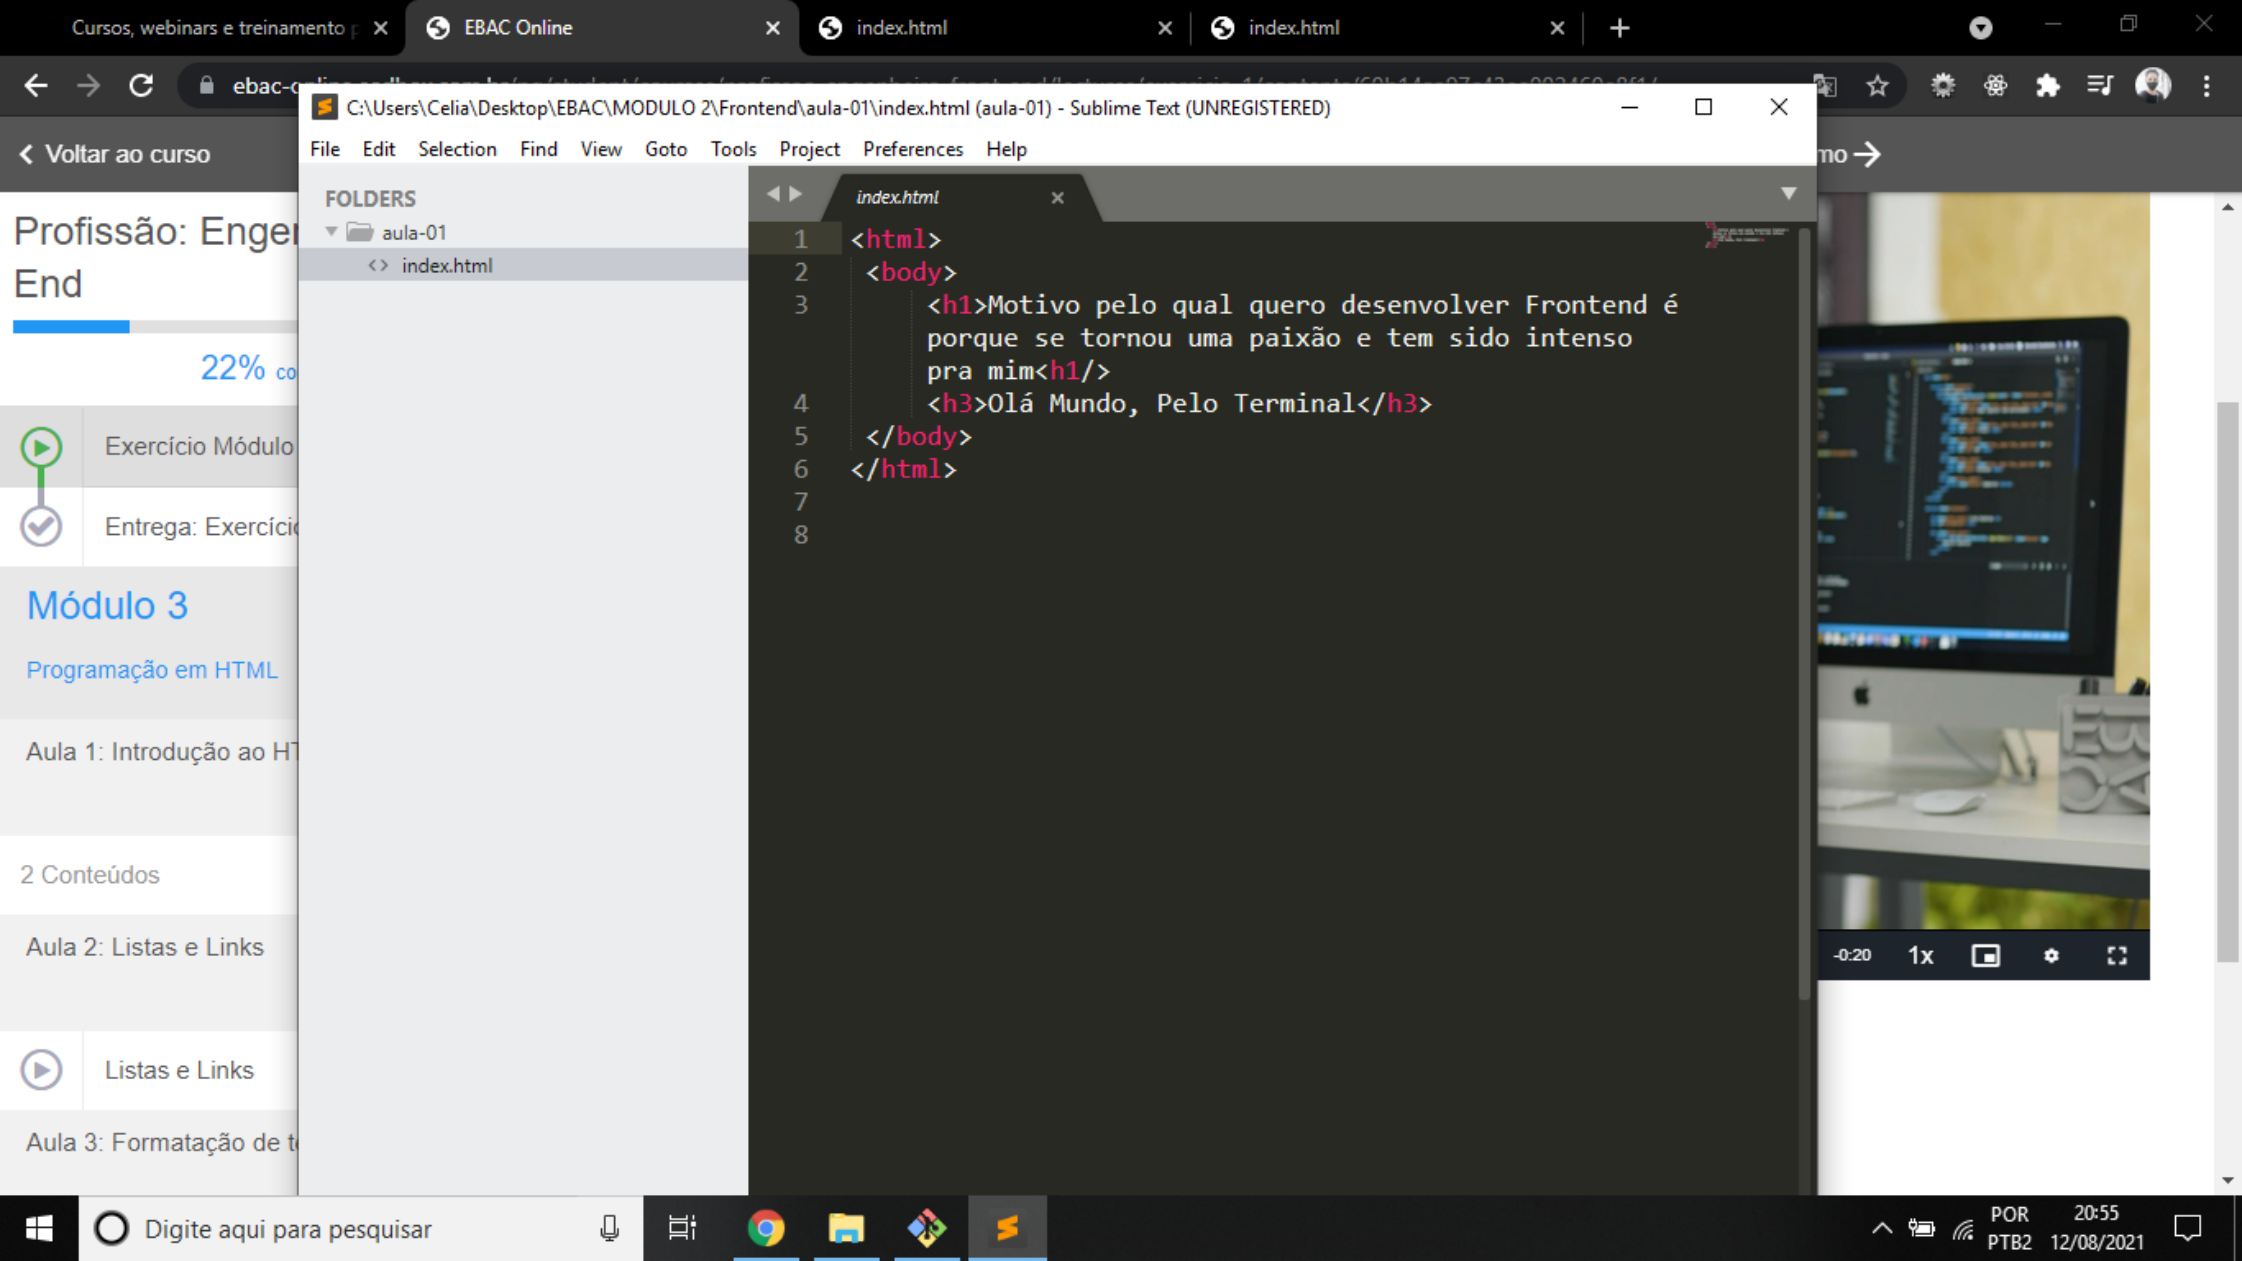 Cursos, webinars e treinamento
EBAC Online
index.html
index.html
C:\Users\Celia\Desktop\EBAC\MODULO 2\Frontend\aula-01\index.html (aula-01) - Sublime Text (UNREGISTERED)
Voltar ao curso
File Edit Selection Find View Goto Tools Project Preferences Help
FOLDERS
aula-01
index.html
index.html
1 <html>
2 <body>
3 <h1>Motivo pelo qual quero desenvolver Frontend é
porque se tornou uma paixão e tem sido intenso
pra mim<h1/>
4 <h3>Olá Mundo, Pelo Terminal</h3>
5 </body>
6 </html>
7
8
Profissão:
End
22%
Exercício Módulo
Entrega:
Módulo 3
Programação em HTML
Aula 1: Introdução ao
2 Conteúdos
Aula 2: Listas e Links
Listas e Links
Aula 3: Formatação de
-0:20 1x
Digite aqui para pesquisar
POR
PTB2
20:55
12/08/2021